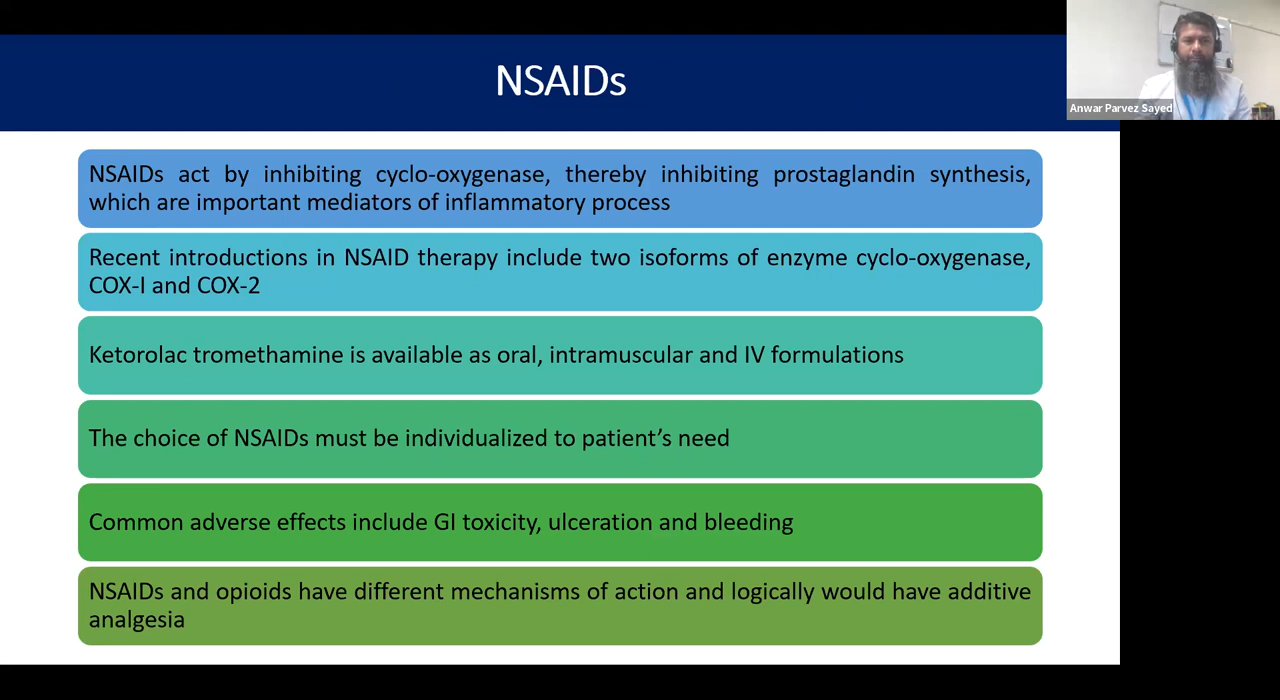 NSAIDs
Anwar Parvez Sayed
NSAIDs act by inhibiting cyclo-oxygenase, thereby inhibiting prostaglandin synthesis,
which are important mediators of inflammatory process
Recent introductions in NSAID therapy include two isoforms of enzyme cyclo-oxygenase,
COX-I and COX-2
Ketorolac tromethamine is available as oral, intramuscular and IV formulations
The choice of NSAIDs must be individualized to patient’s need
Common adverse effects include GI toxicity, ulceration and bleeding
NSAIDs and opioids have different mechanisms of action and logically would have additive
analgesia